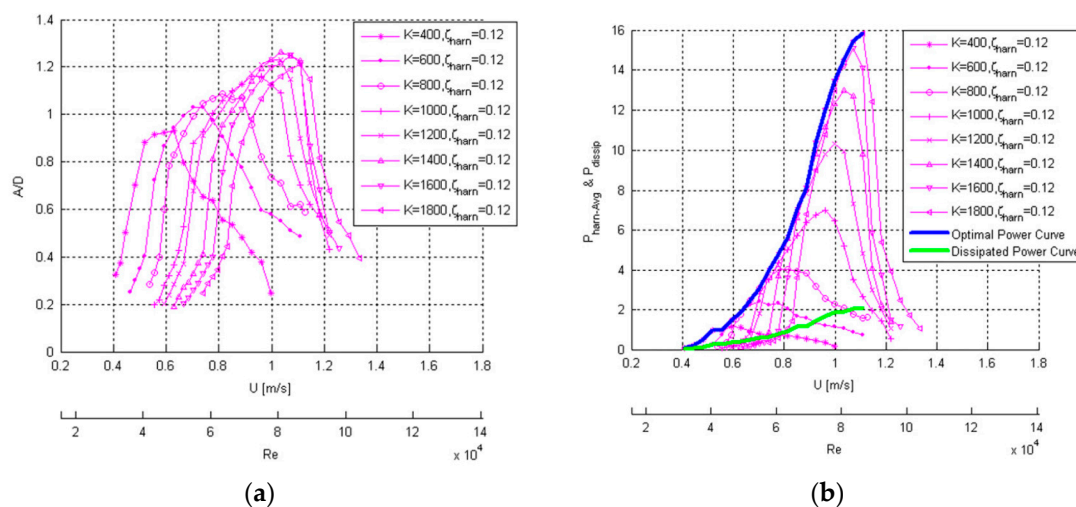 1.4
1.2
1
0.8
0.6
0.4
0.2
0
A/D
0.2 0.4 0.6 0.8 1.0 1.2 1.4 1.6 1.8
U [m/s]
K=400,ζharn=0.12
K=600,ζharn=0.12
K=800,ζharn=0.12
K=1000,ζharn=0.12
K=1200,ζharn=0.12
K=1400,ζharn=0.12
K=1600,ζharn=0.12
K=1800,ζharn=0.12
2 4 6 8 10 12 14
Re
x 10^4
(a)
16
14
12
10
8
6
4
2
0
Pharn-Avg & Pdissip
0.2 0.4 0.6 0.8 1.0 1.2 1.4 1.6 1.8
U [m/s]
K=400,ζharn=0.12
K=600,ζharn=0.12
K=800,ζharn=0.12
K=1000,ζharn=0.12
K=1200,ζharn=0.12
K=1400,ζharn=0.12
K=1600,ζharn=0.12
K=1800,ζharn=0.12
Optimal Power Curve
Dissipated Power Curve
2 4 6 8 10 12 14
Re
x 10^4
(b)